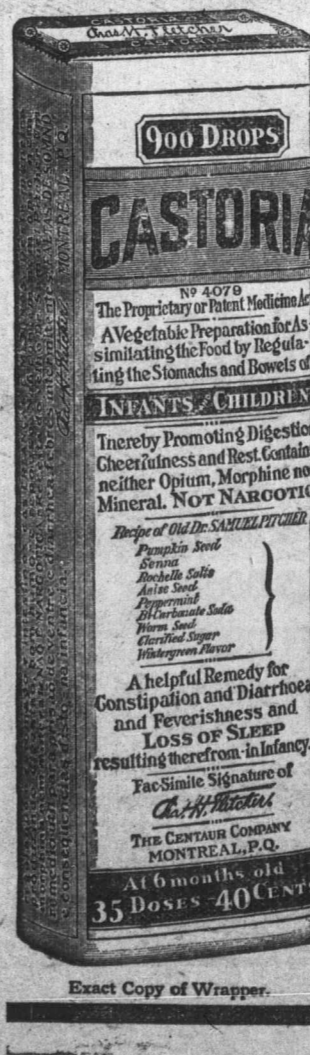 CASTORIA
Chas. H. Fletcher
CASTORIA
900 DROPS
CASTORIA
No 4079
The Proprietary or Patent Medicine Ac
A Vegetable Preparation for As-
similating the Food by Regula-
ting the Stomachs and Bowels of
INFANTS AND CHILDREN
Thereby Promoting Digestion
Cheerfulness and Rest. Contains
neither Opium, Morphine nor
Mineral. NOT NARCOTIC
Recipe of Old Dr. SAMUEL PITCHER
Pumpkin Seed
Senna
Rochelle Salts
Anise Seed
Peppermint
Bi Carbonate Soda
Worm Seed
Clarified Sugar
Wintergreen Flavor
A helpful Remedy for
Constipation and Diarrhoea
and Feverishness and
LOSS OF SLEEP
resulting therefrom-in Infancy.
Fac-Simile Signature of
Chas. H. Fletcher
THE CENTAUR COMPANY
MONTREAL, P.Q.
At 6 months old
35 DOSES - 40 CENTS
MONTREAL, P.Q.
Exact Copy of Wrapper.